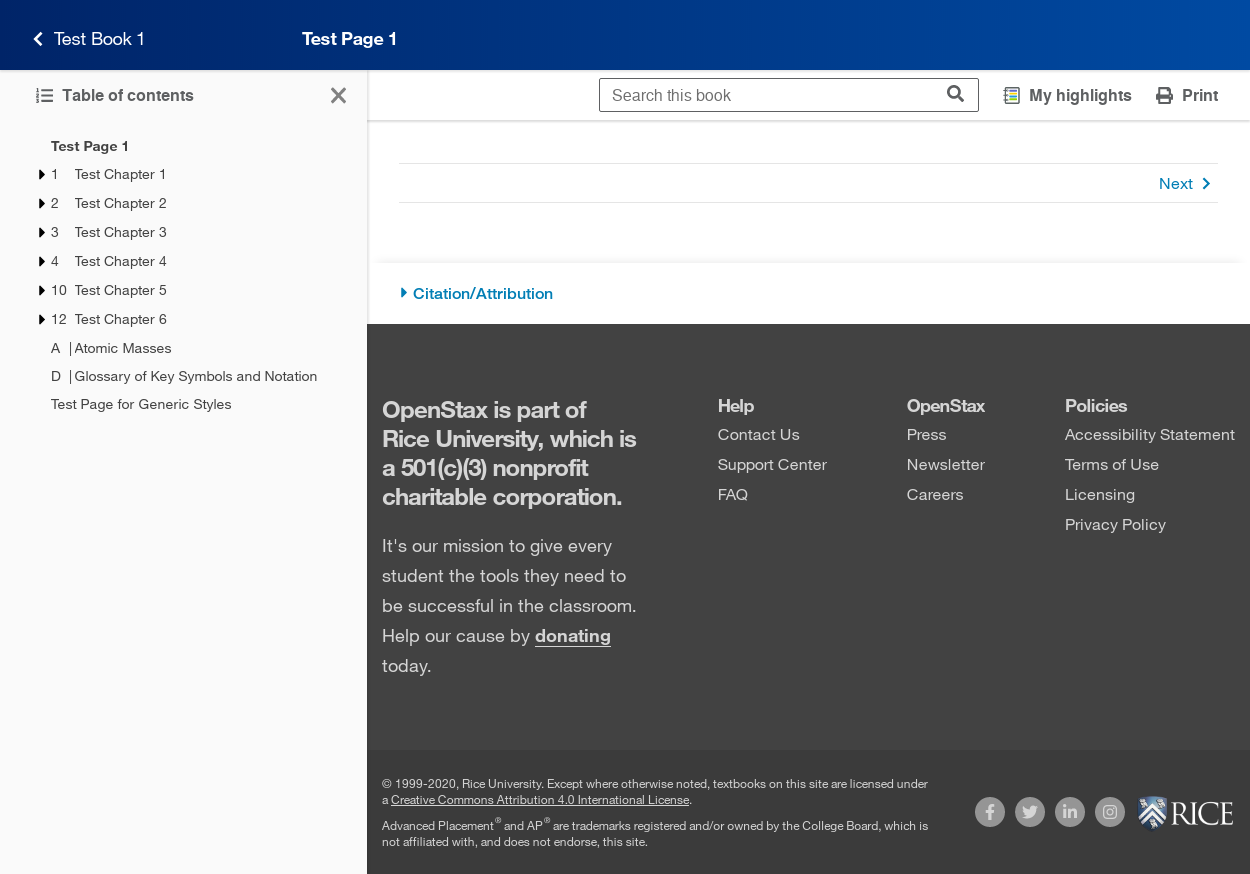 Test Book 1
Test Page 1
Table of contents
Search this book
My highlights
Print
Test Page 1
1 Test Chapter 1
2 Test Chapter 2
3 Test Chapter 3
4 Test Chapter 4
10 Test Chapter 5
12 Test Chapter 6
A | Atomic Masses
D | Glossary of Key Symbols and Notation
Test Page for Generic Styles
Next
Citation/Attribution
OpenStax is part of
Rice University, which is
a 501(c)(3) nonprofit
charitable corporation.
It's our mission to give every
student the tools they need to
be successful in the classroom.
Help our cause by donating
today.
Help
Contact Us
Support Center
FAQ
OpenStax
Press
Newsletter
Careers
Policies
Accessibility Statement
Terms of Use
Licensing
Privacy Policy
© 1999-2020, Rice University. Except where otherwise noted, textbooks on this site are licensed under
a Creative Commons Attribution 4.0 International License.
Advanced Placement® and AP® are trademarks registered and/or owned by the College Board, which is
not affiliated with, and does not endorse, this site.
RICE